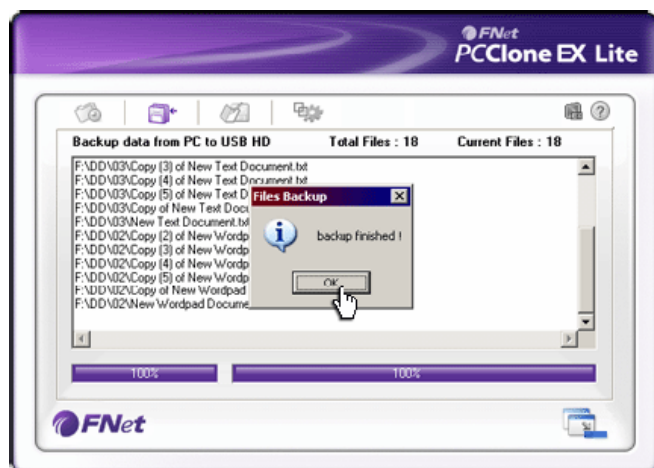 FNet
PCClone EX Lite
Backup data from PC to USB HD Total Files : 18 Current Files : 18
F:\DD\03\Copy (3) of New Text Document.txt
F:\DD\03\Copy (4) of New Text Document.txt
F:\DD\03\Copy (5) of New Text D
F:\DD\03\Copy of New Text Docu
F:\DD\03\New Text Document.txt
F:\DD\02\Copy (2) of New Wordp
F:\DD\02\Copy (3) of New Wordp
F:\DD\02\Copy (4) of New Wordp
F:\DD\02\Copy (5) of New Wordp
F:\DD\02\Copy of New Wordpad
F:\DD\02\New Wordpad Docume
Files Backup
backup finished !
OK
100% 100%
FNet